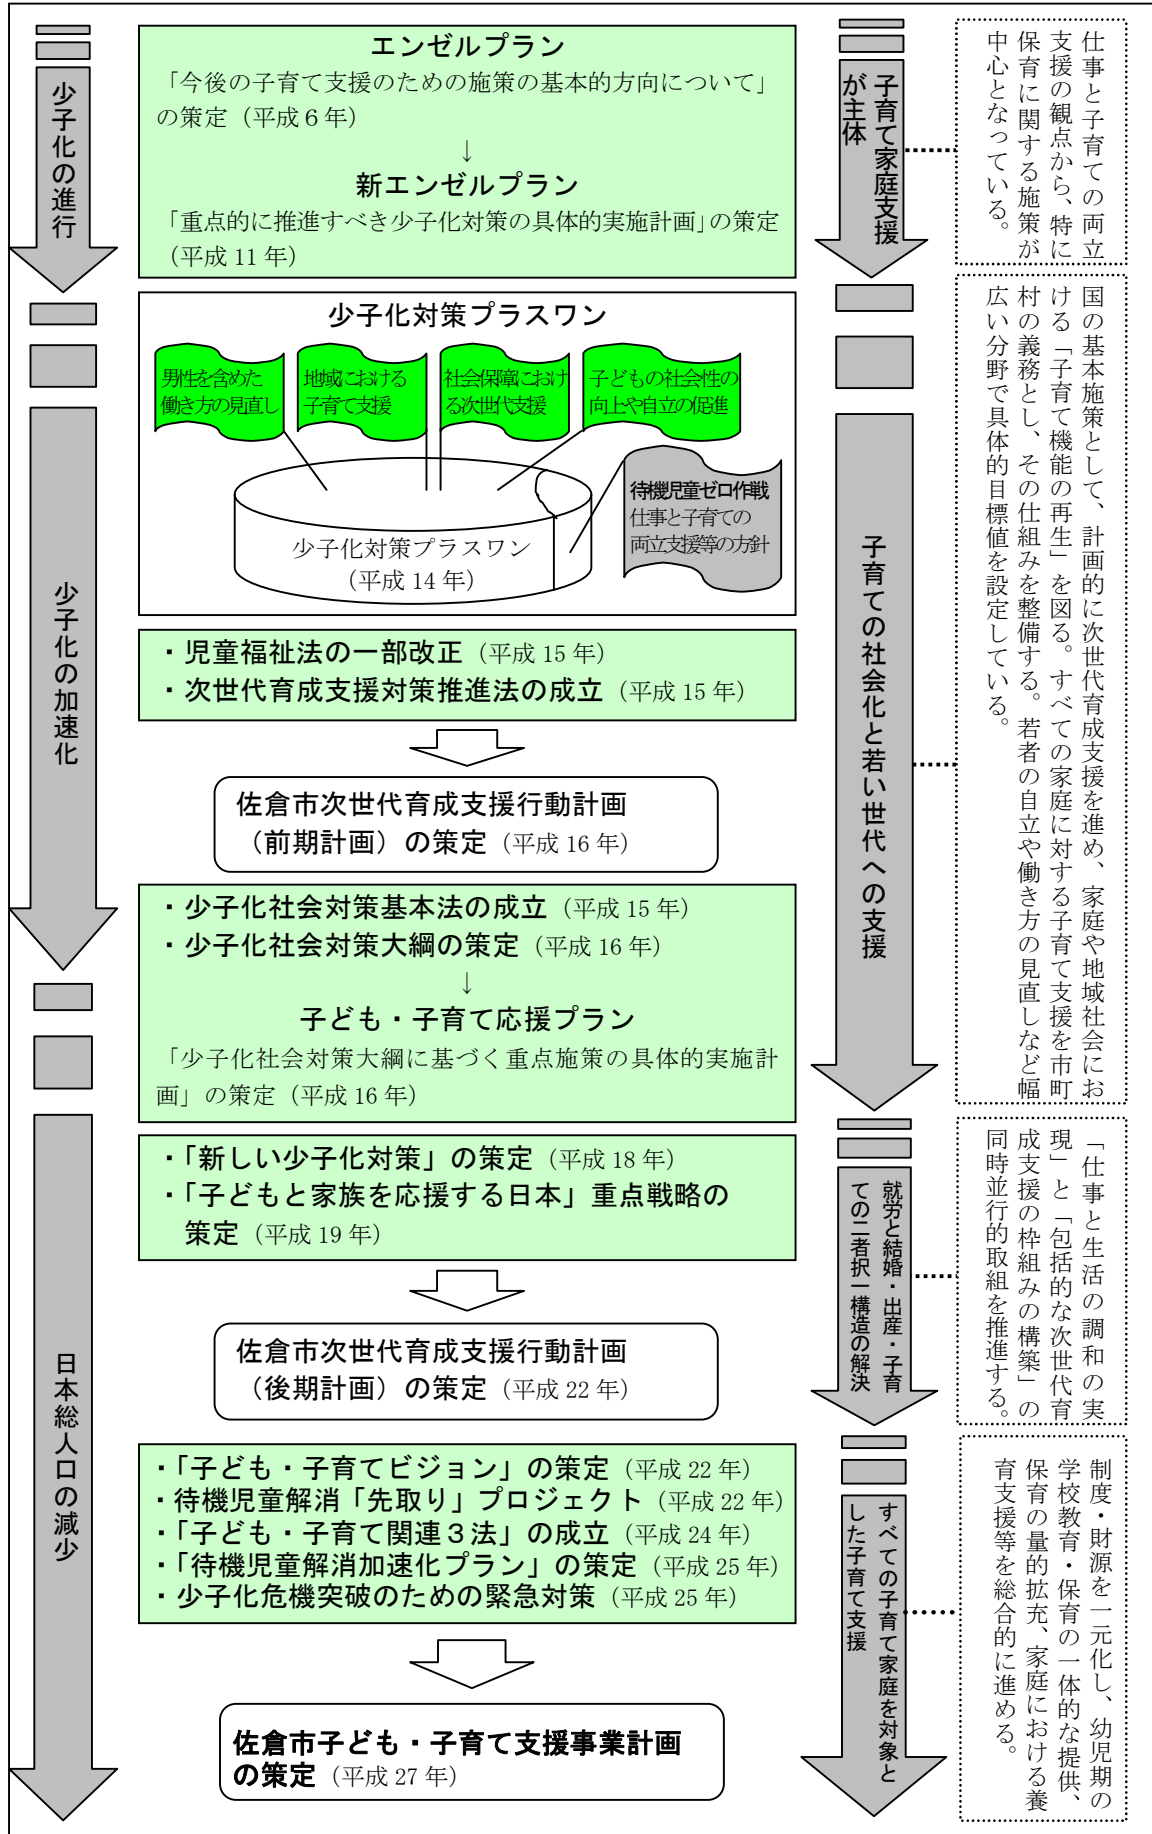 少子化の進行
エンゼルプラン
「今後の子育て支援のための施策の基本的方向について」
の策定（平成６年）
↓
新エンゼルプラン
「重点的に推進すべき少子化対策の具体的実施計画」の策定
（平成 11 年）
子育て家庭支援
が主体
仕事と子育ての両立
支援の観点から、特に
保育に関する施策が
中心となっている。
少子化の加速化
少子化対策プラスワン
男性を含めた
働き方の見直し
地域における
子育て支援
社会保障におけ
る次世代支援
子どもの社会性の
向上や自立の促進
待機児童ゼロ作戦
仕事と子育ての
両立支援等の方針
少子化対策プラスワン
（平成 14 年）
・児童福祉法の一部改正（平成 15 年）
・次世代育成支援対策推進法の成立（平成 15 年）
佐倉市次世代育成支援行動計画
（前期計画）の策定（平成 16 年）
・少子化社会対策基本法の成立（平成 15 年）
・少子化社会対策大綱の策定（平成 16 年）
↓
子ども・子育て応援プラン
「少子化社会対策大綱に基づく重点施策の具体的実施計
画」の策定（平成 16 年）
子育ての社会化と若い世代への支援
国の基本施策として、計画的に次世代育成支援を進め、家庭や地域社会にお
ける「子育て機能の再生」を図る。すべての家庭に対する子育て支援を市町
村の義務とし、その仕組みを整備する。若者の自立や働き方の見直しなど幅
広い分野で具体的目標値を設定している。
日本総人口の減少
・「新しい少子化対策」の策定（平成 18 年）
・「子どもと家族を応援する日本」重点戦略の
策定（平成 19 年）
佐倉市次世代育成支援行動計画
（後期計画）の策定（平成 22 年）
就労と結婚・出産・子育
ての二者択一構造の解決
「仕事と生活の調和の実
現」と「包括的な次世代育
成支援の枠組みの構築」の
同時並行的取組を推進する。
・「子ども・子育てビジョン」の策定（平成 22 年）
・待機児童解消「先取り」プロジェクト（平成 22 年）
・「子ども・子育て関連３法」の成立（平成 24 年）
・「待機児童解消加速化プラン」の策定（平成 25 年）
・少子化危機突破のための緊急対策（平成 25 年）
佐倉市子ども・子育て支援事業計画
の策定（平成 27 年）
すべての子育て家庭を対象と
した子育て支援
制度・財源を一元化し、幼児期の
学校教育・保育の一体的な提供、
保育の量的拡充、家庭における養
育支援等を総合的に進める。